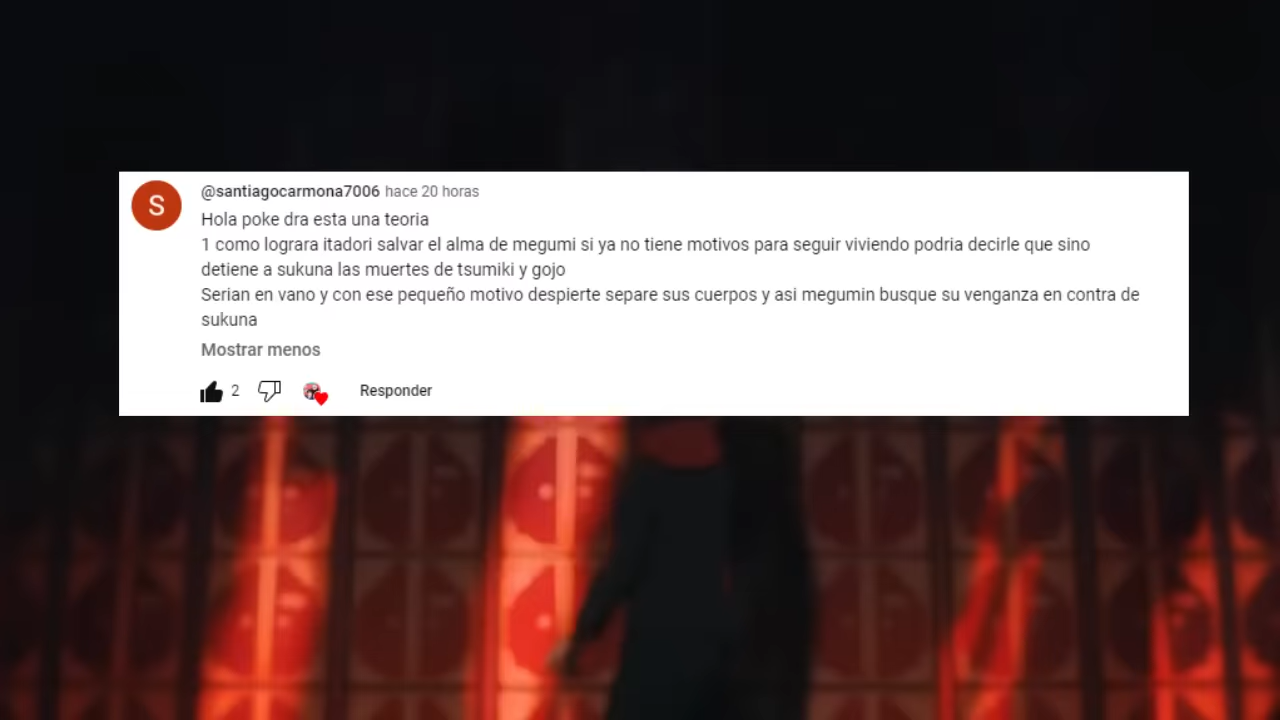 S
@santiagocarmona7006 hace 20 horas
Hola poke dra esta una teoria
1 como lograra itadori salvar el alma de megumi si ya no tiene motivos para seguir viviendo podria decirle que sino
detiene a sukuna las muertes de tsumiki y gojo
Serian en vano y con ese pequeño motivo despierte separe sus cuerpos y asi megumin busque su venganza en contra de
sukuna
Mostrar menos
2 Responder